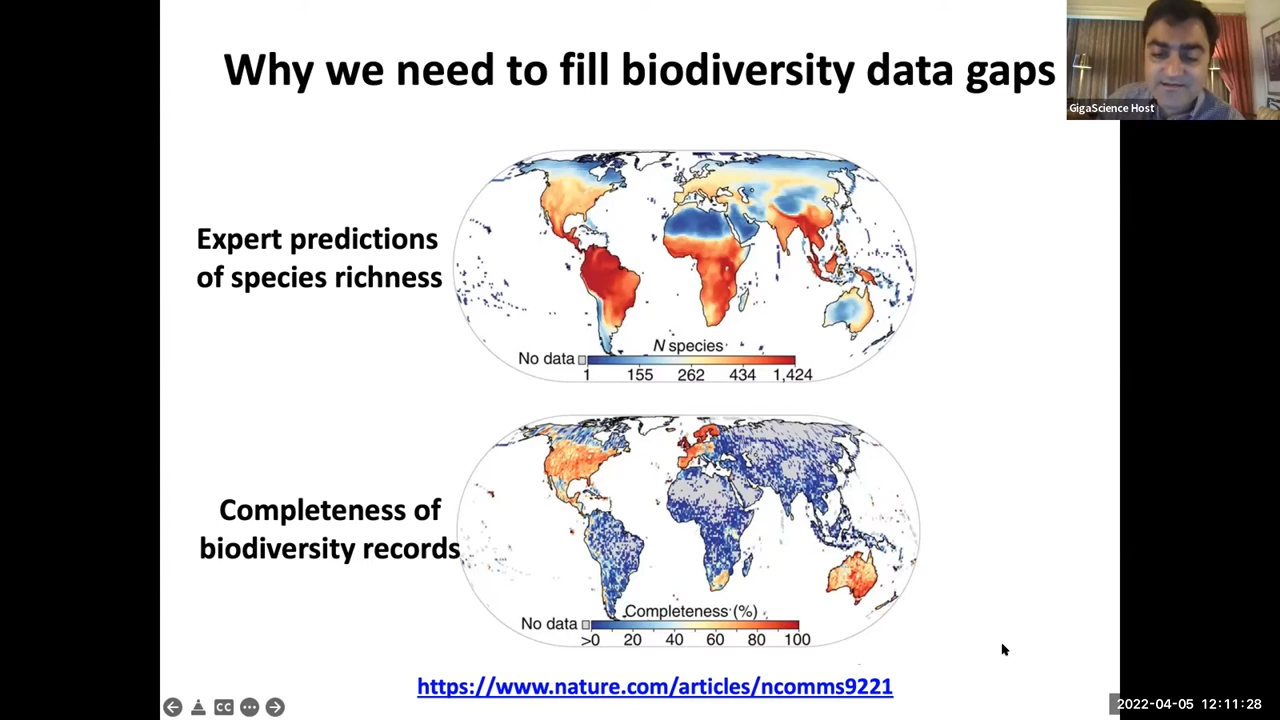 Why we need to fill biodiversity data gaps
GigaScience Host
Expert predictions
of species richness
N species
No data
1 155 262 434 1,424
Completeness of
biodiversity records
Completeness (%)
No data
>0 20 40 60 80 100
https://www.nature.com/articles/ncomms9221
CC
2022-04-05 12:11:28